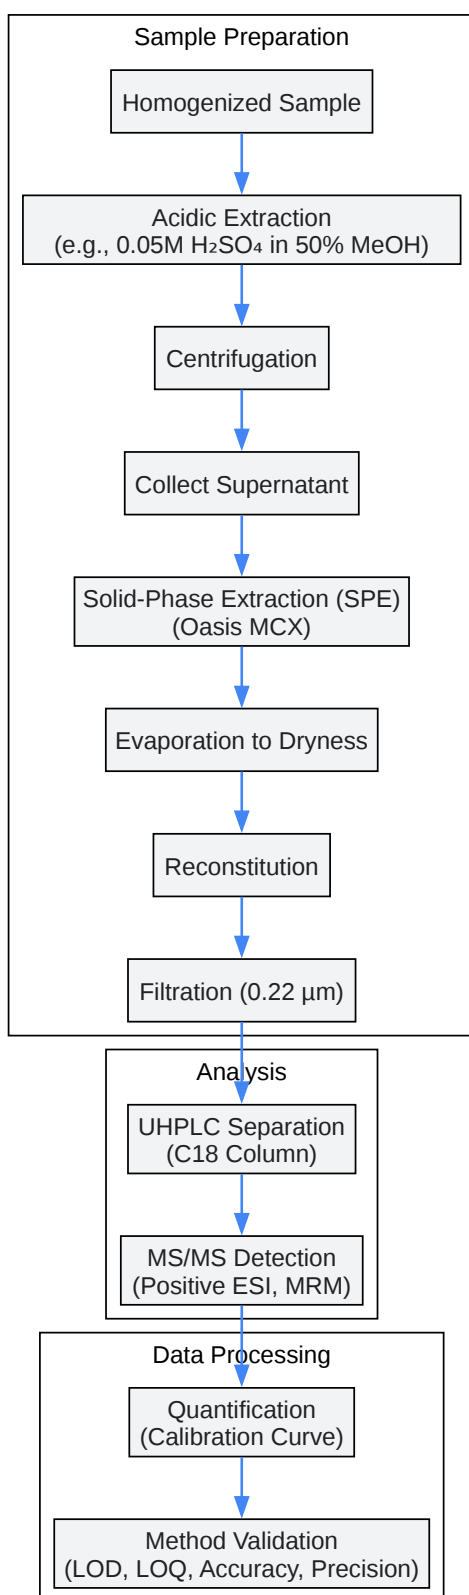 Sample Preparation
Homogenized Sample
Acidic Extraction
(e.g., 0.05M H₂SO₄ in 50% MeOH)
Centrifugation
Collect Supernatant
Solid-Phase Extraction (SPE)
(Oasis MCX)
Evaporation to Dryness
Reconstitution
Filtration (0.22 µm)
Analysis
UHPLC Separation
(C18 Column)
MS/MS Detection
(Positive ESI, MRM)
Data Processing
Quantification
(Calibration Curve)
Method Validation
(LOD, LOQ, Accuracy, Precision)